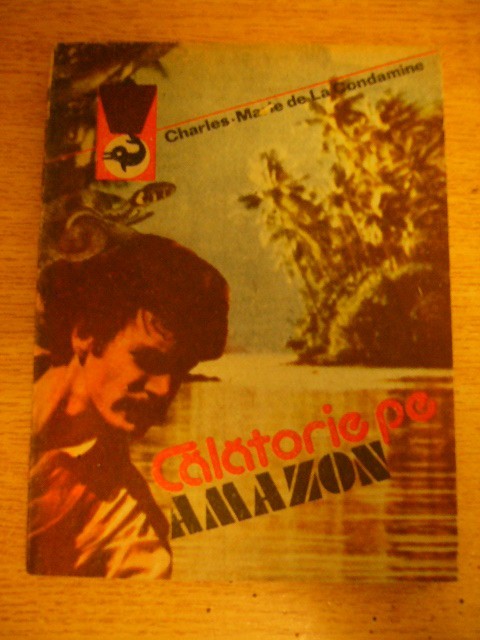 Charles-Marie de La Condamine
Călătorie pe
AMAZON